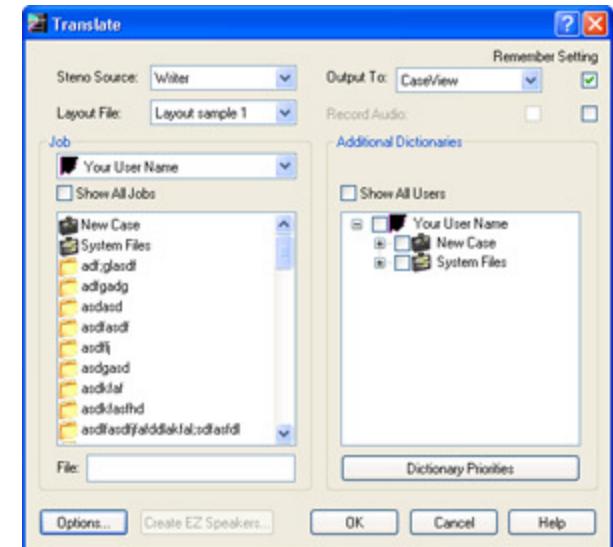 Translate
Remember Setting
Steno Source: Writer
Output To: CaseView
Layout File: Layout sample 1
Record Audio:
Job
Your User Name
Show All Jobs
New Case
System Files
adf;glasdf
adfgadg
asdasd
asdfasdf
asdflj
asdgasd
asdkfaf
asdkfasfhd
asdfasdfjfafddlakfal;sdfasfdl
File:
Additional Dictionaries
Show All Users
Your User Name
New Case
System Files
Dictionary Priorities
Options...
Create EZ Speakers...
OK
Cancel
Help